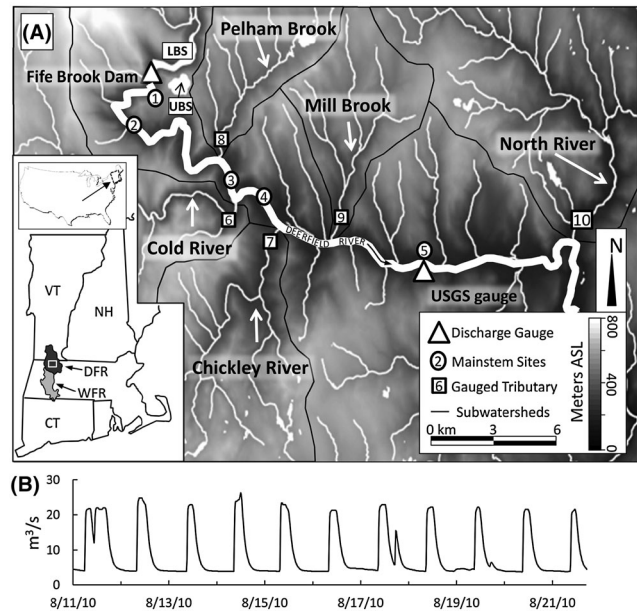 (A)
LBS
Pelham Brook
Fife Brook Dam
1
UBS
Mill Brook
2
North River
8
3
4
6
9
10
Cold River
7
DEERFIELD RIVER
5
N
USGS gauge
Chickley River
VT
NH
DFR
WFR
CT
Discharge Gauge
2 Mainstem Sites
6 Gauged Tributary
Subwatersheds
0 km 3 6
Meters ASL
800
400
0
(B)
m³/s
30
20
10
0
8/11/10 8/13/10 8/15/10 8/17/10 8/19/10 8/21/10